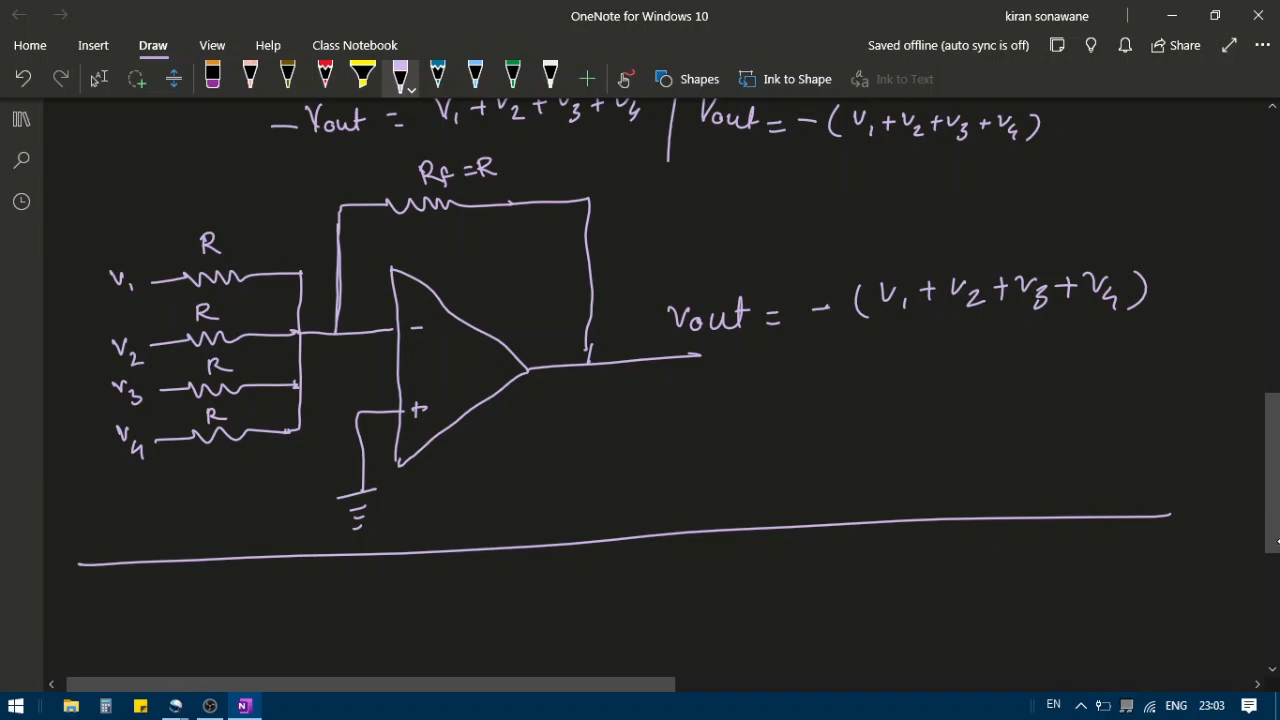 OneNote for Windows 10
kiran sonawane
Home Insert Draw View Help Class Notebook
Saved offline (auto sync is off)
Share
Shapes
Ink to Shape
Ink to Text
- Vout = V1 + V2 + V3 + V4
Vout = - (V1 + V2 + V3 + V4)
Rf = R
R
V1
R
V2
R
V3
R
V4
-
+
Vout = - (V1 + V2 + V3 + V4)
EN
ENG
23:03